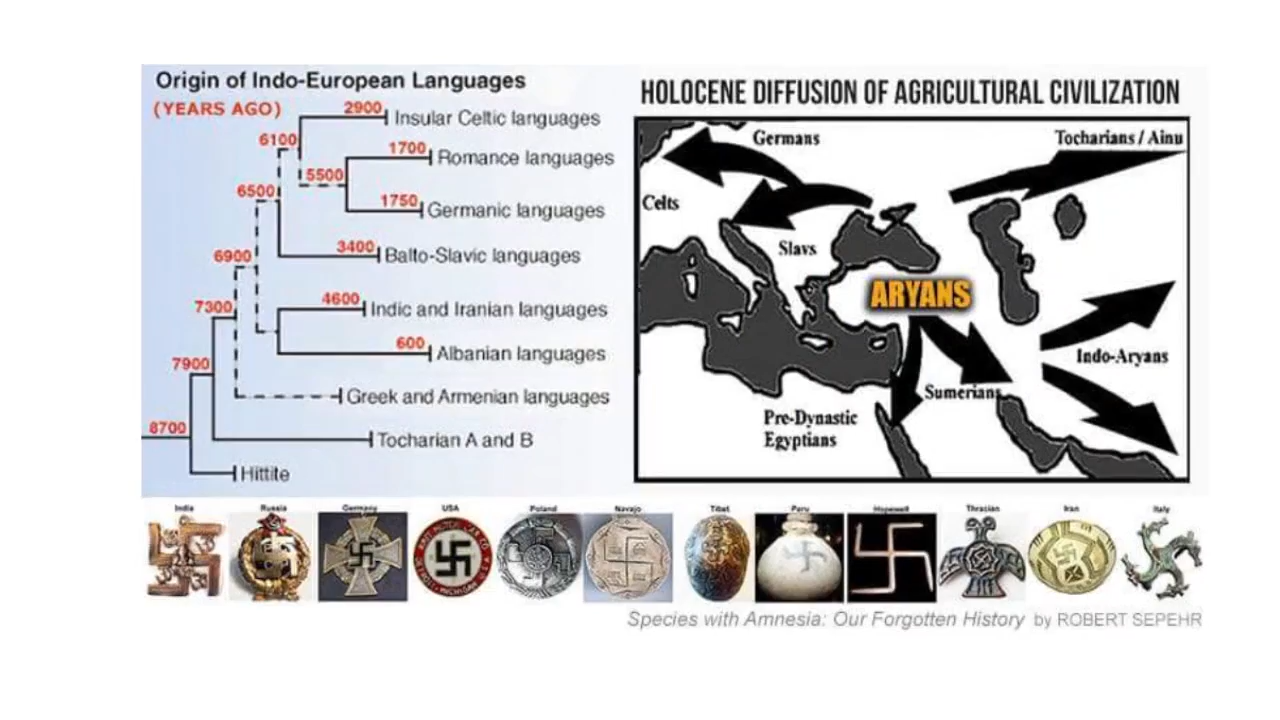 Origin of Indo-European Languages
(YEARS AGO)
2900
Insular Celtic languages
6100
1700
Romance languages
5500
6500
1750
Germanic languages
3400
Balto-Slavic languages
6900
4600
Indic and Iranian languages
7300
600
Albanian languages
7900
Greek and Armenian languages
8700
Tocharian A and B
Hittite
HOLOCENE DIFFUSION OF AGRICULTURAL CIVILIZATION
Germans
Tocharians / Ainu
Celts
Slavs
ARYANS
Indo-Aryans
Sumerians
Pre-Dynastic
Egyptians
India Russia Germany USA Poland Navajo Tibet Peru Hopewell Thracian Iran Italy
Species with Amnesia: Our Forgotten History by ROBERT SEPEHR